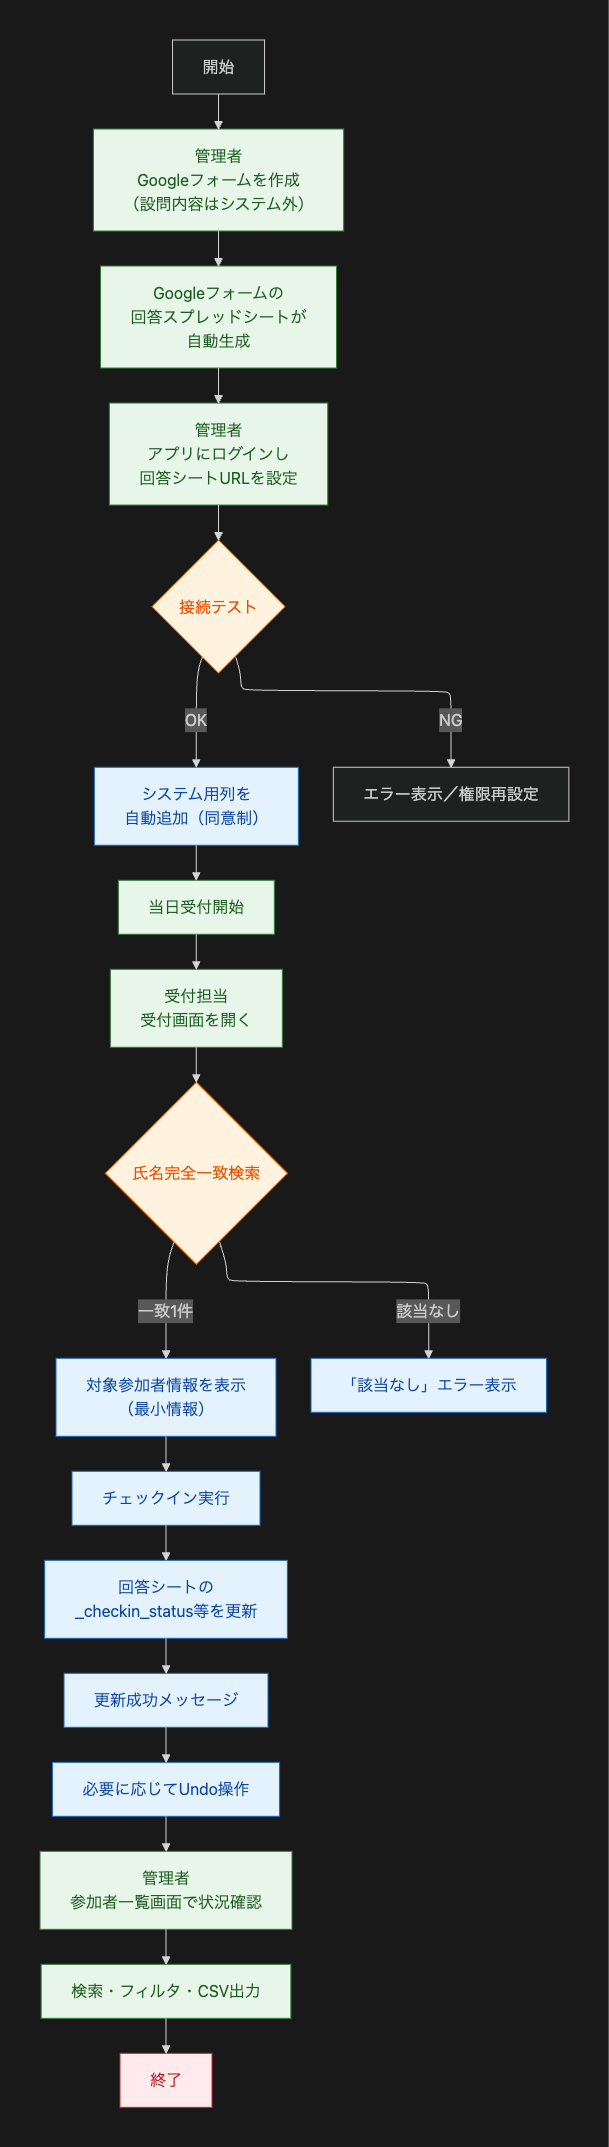 開始
管理者
Googleフォームを作成
（設問内容はシステム外）
Googleフォームの
回答スプレッドシートが
自動生成
管理者
アプリにログインし
回答シートURLを設定
接続テスト
OK
NG
システム用列を
自動追加（同意制）
エラー表示／権限再設定
当日受付開始
受付担当
受付画面を開く
氏名完全一致検索
一致1件
該当なし
対象参加者情報を表示
（最小情報）
「該当なし」エラー表示
チェックイン実行
回答シートの
_checkin_status等を更新
更新成功メッセージ
必要に応じてUndo操作
管理者
参加者一覧画面で状況確認
検索・フィルタ・CSV出力
終了